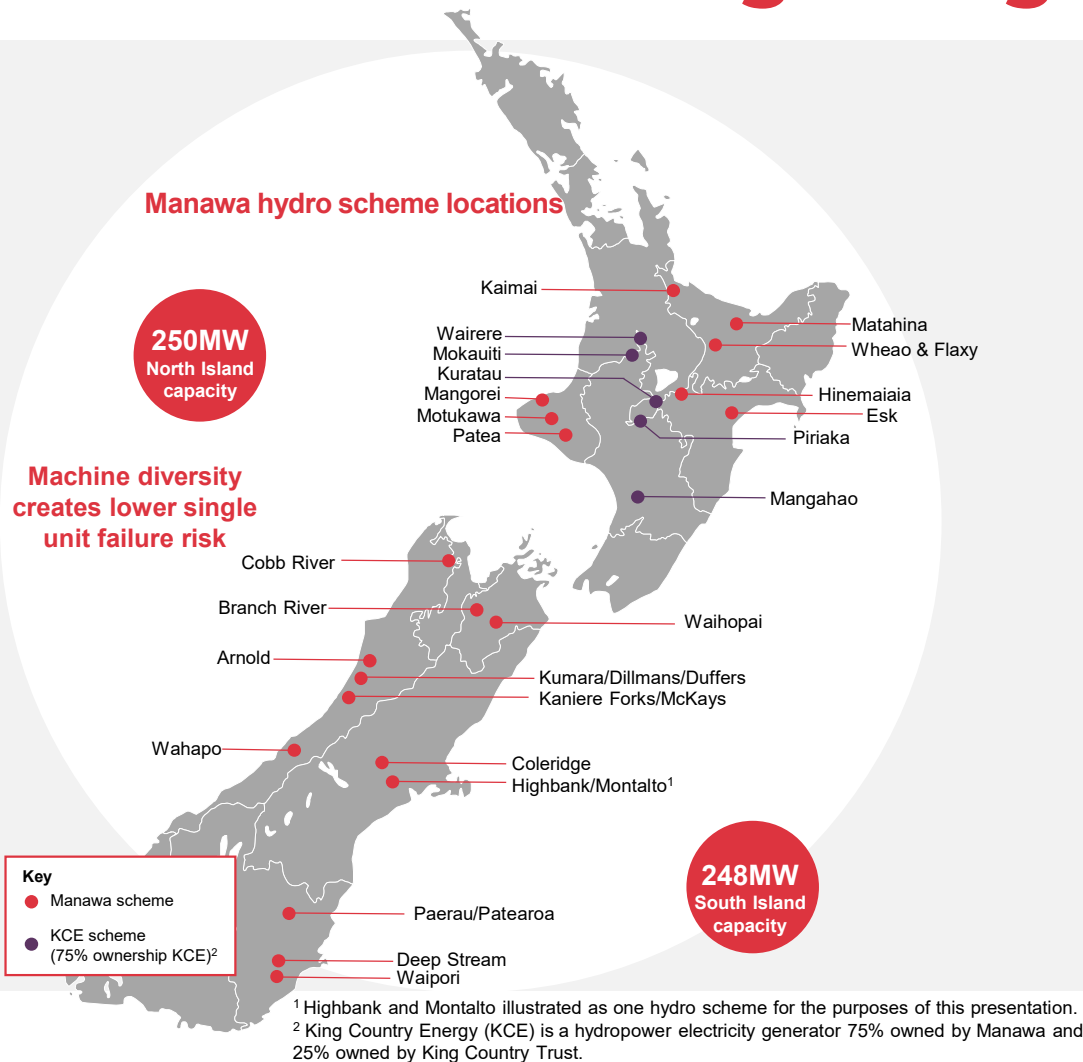 Manawa hydro scheme locations
250MW
North Island
capacity
Machine diversity
creates lower single
unit failure risk
Kaimai
Wairere
Mokauiti
Kuratau
Mangorei
Motukawa
Patea
Matahina
Wheao & Flaxy
Hinemaiaia
Esk
Piriaka
Mangahao
Cobb River
Branch River
Waihopai
Arnold
Kumara/Dillmans/Duffers
Kaniere Forks/McKays
Wahapo
Coleridge
Highbank/Montalto¹
248MW
South Island
capacity
Key
Manawa scheme
KCE scheme
(75% ownership KCE)²
Paerau/Patearoa
Deep Stream
Waipori
¹ Highbank and Montalto illustrated as one hydro scheme for the purposes of this presentation.
² King Country Energy (KCE) is a hydropower electricity generator 75% owned by Manawa and
25% owned by King Country Trust.